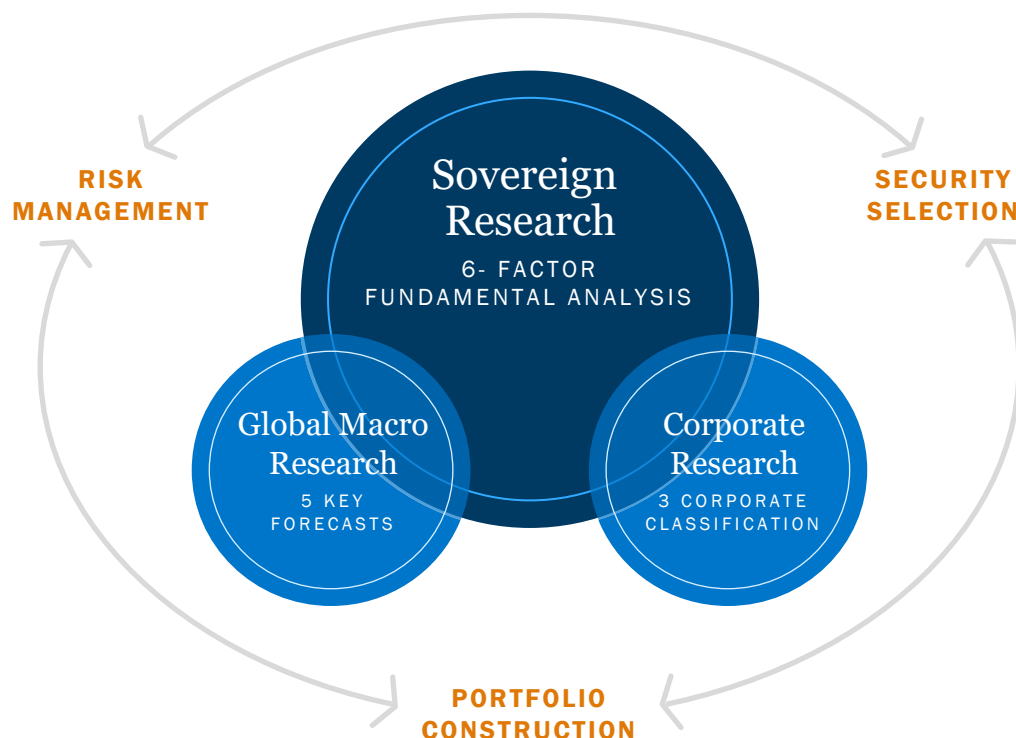 Sovereign
Research
6- FACTOR
FUNDAMENTAL ANALYSIS
RISK
MANAGEMENT
SECURITY
SELECTION
Global Macro
Research
5 KEY
FORECASTS
Corporate
Research
3 CORPORATE
CLASSIFICATION
PORTFOLIO
CONSTRUCTION